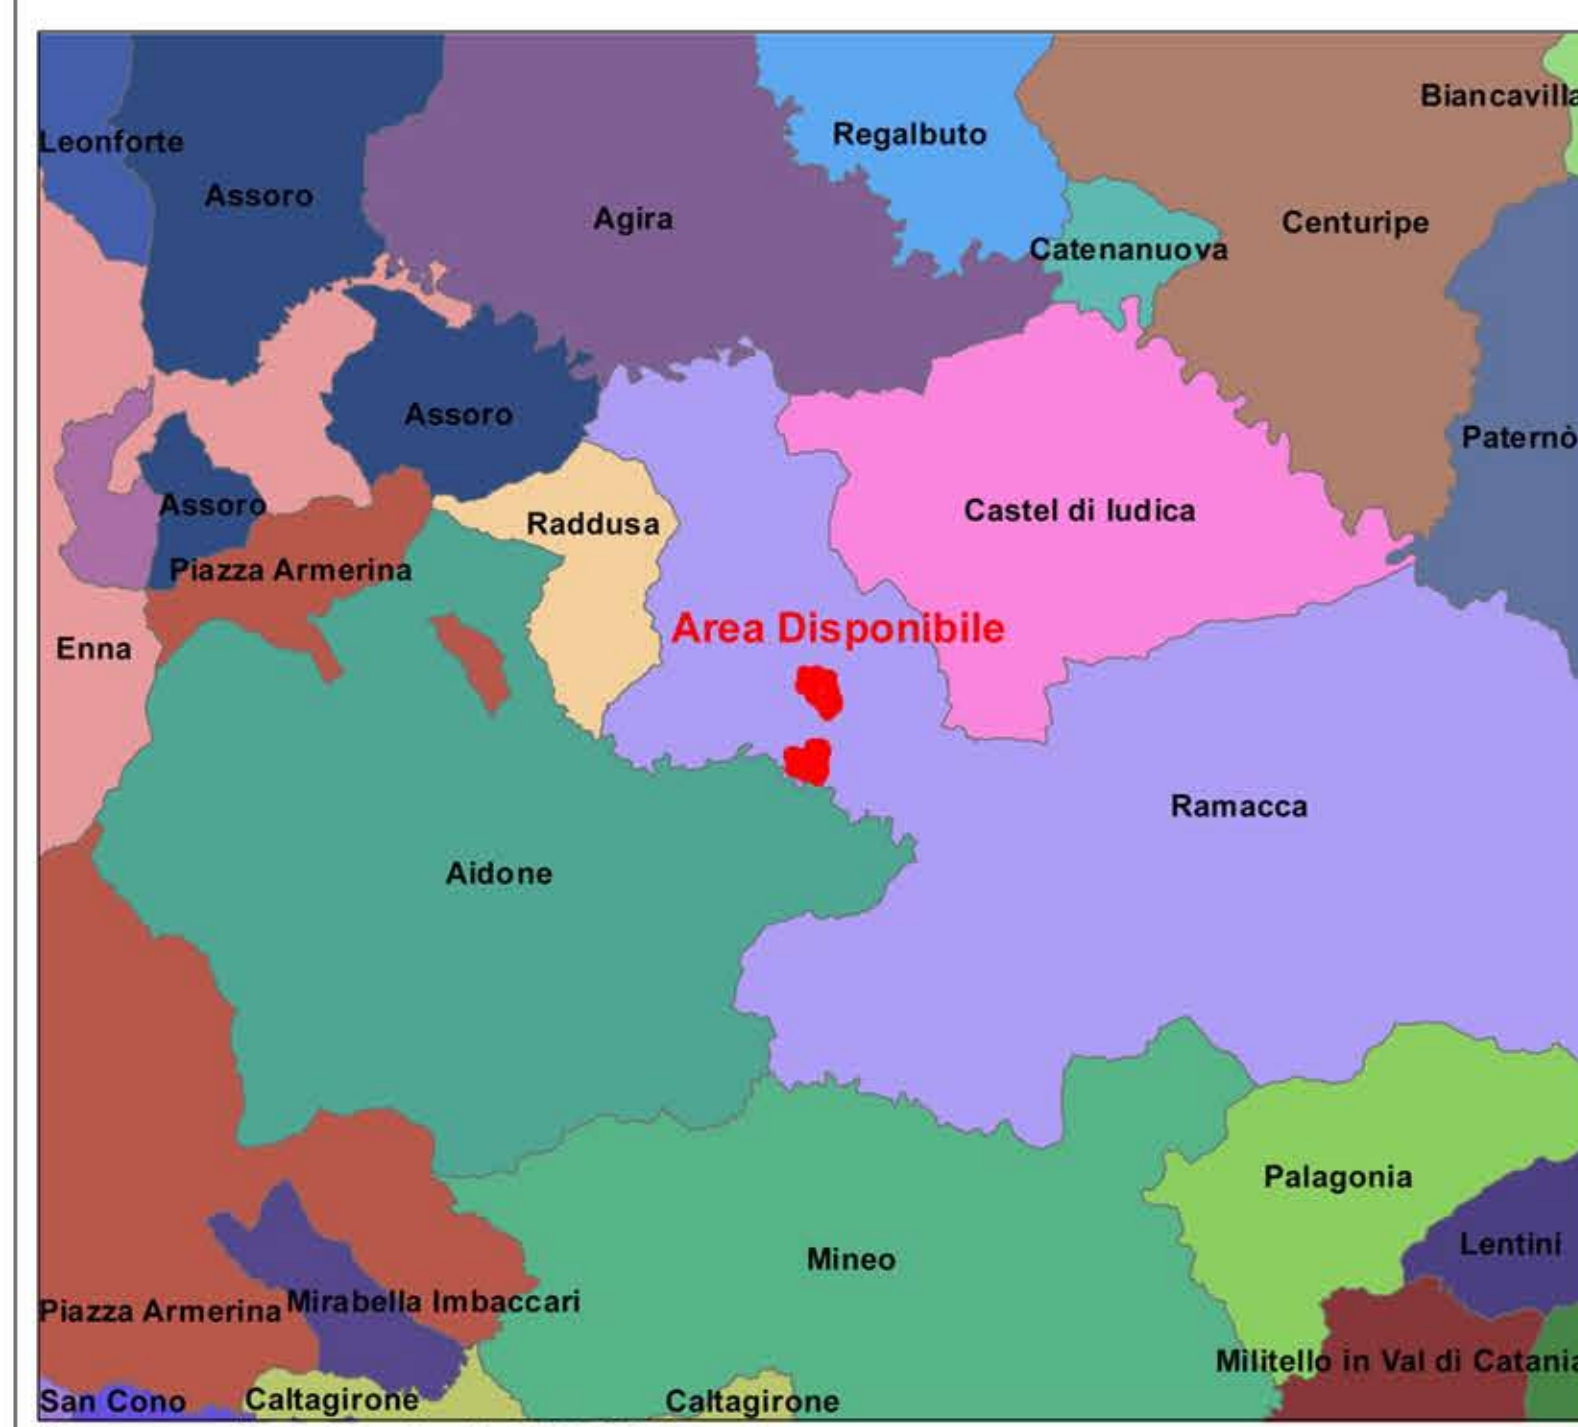 Biancavilla
Regalbuto
Leonforte
Assoro
Agira
Centuripe
Catenanuova
Assoro
Paternò
Assoro
Castel di Iudica
Raddusa
Piazza Armerina
Area Disponibile
Enna
Ramacca
Aidone
Palagonia
Lentini
Mineo
Mirabella Imbaccari
Piazza Armerina
Militello in Val di Catania
San Cono
Caltagirone
Caltagirone